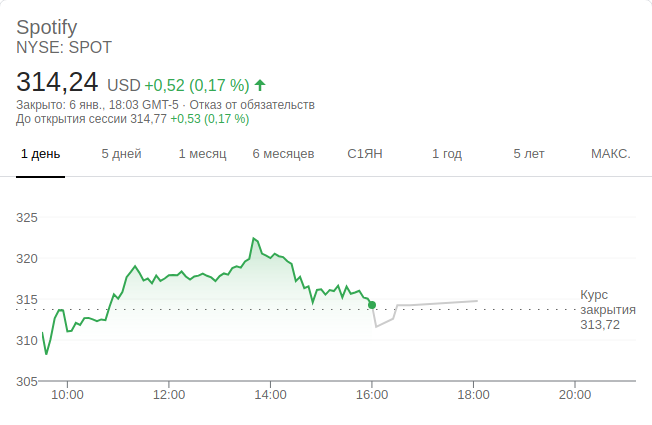 Spotify
NYSE: SPOT
314,24 USD +0,52 (0,17 %)
Закрыто: 6 янв., 18:03 GMT-5 · Отказ от обязательств
До открытия сессии 314,77 +0,53 (0,17 %)
1 день 5 дней 1 месяц 6 месяцев С1ЯН 1 год 5 лет МАКС.
325
320
315
310
305
Курс
закрытия
313,72
10:00 12:00 14:00 16:00 18:00 20:00